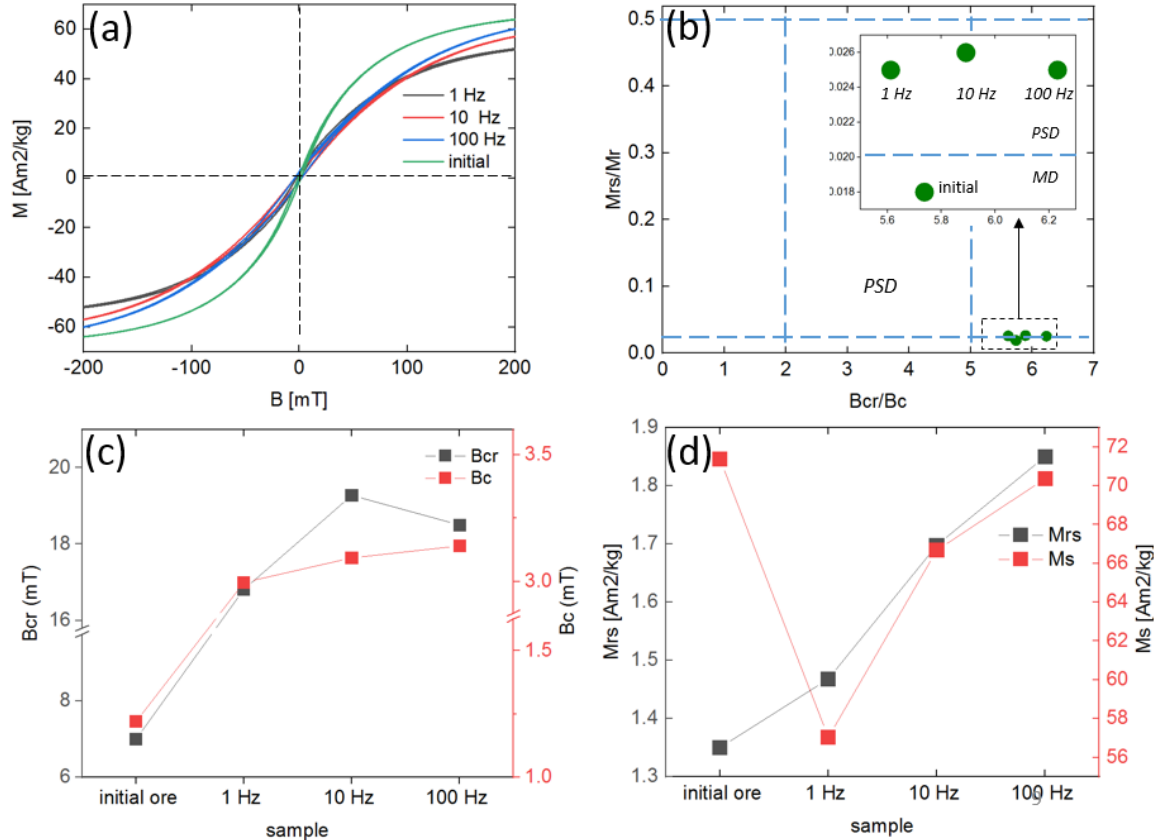 (a)
M [Am2/kg]
60
40
20
0
-20
-40
-60
1 Hz
10 Hz
100 Hz
initial
-200
-100
0
100
200
B [mT]
(b)
Mrs/Mr
0.5
0.4
0.3
0.2
0.1
0.0
0.026
0.024
0.022
0.020
0.018
1 Hz
10 Hz
100 Hz
PSD
MD
initial
5.6
5.8
6.0
6.2
PSD
0
1
2
3
4
5
6
7
Bcr/Bc
(c)
Bcr (mT)
20
18
16
8
6
Bcr
Bc
3.5
3.0
1.5
1.0
Bc (mT)
initial ore
1 Hz
10 Hz
100 Hz
sample
(d)
Mrs [Am2/kg]
1.9
1.8
1.7
1.6
1.5
1.4
1.3
Mrs
Ms
72
70
68
66
64
62
60
58
56
Ms [Am2/kg]
initial ore
1 Hz
10 Hz
100 Hz
sample